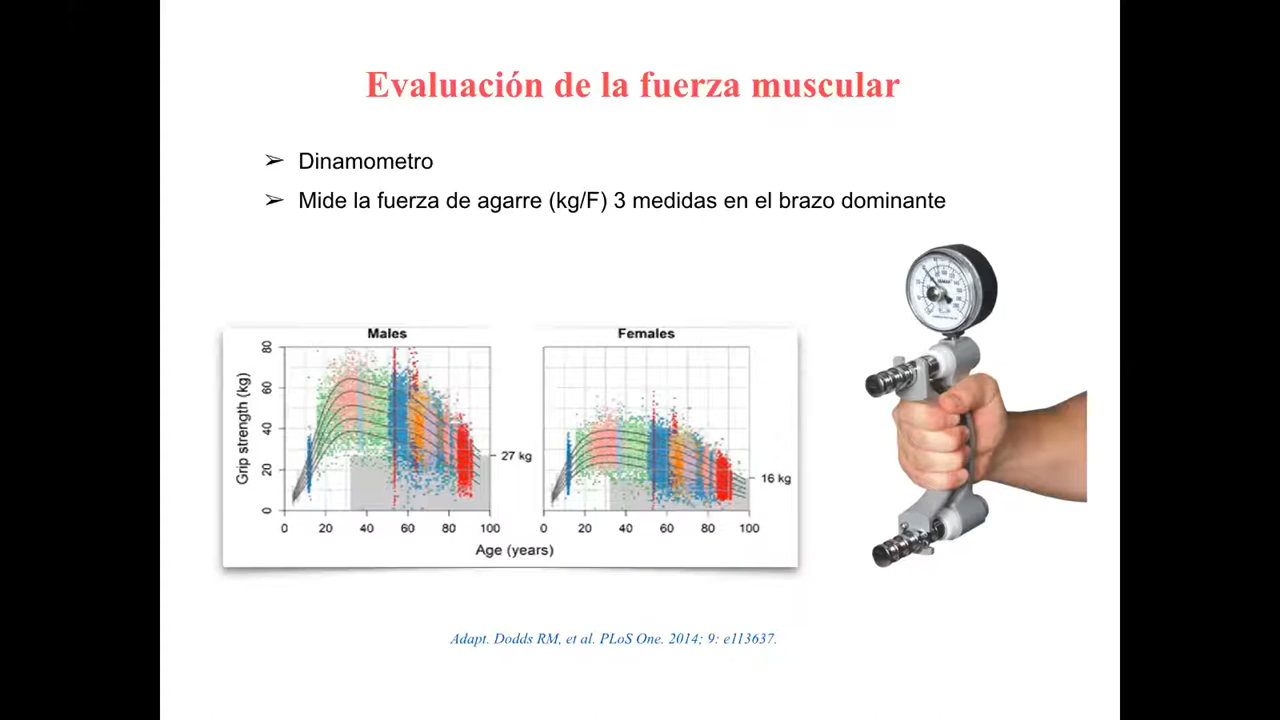 Evaluación de la fuerza muscular
➢ Dinamometro
➢ Mide la fuerza de agarre (kg/F) 3 medidas en el brazo dominante
Males
Females
Grip strength (kg)
80
60
40
20
0
27 kg
16 kg
0 20 40 60 80 100
0 20 40 60 80 100
Age (years)
Adapt. Dodds RM, et al. PLoS One. 2014; 9: e113637.